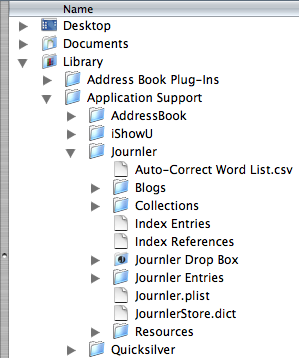 Name
Desktop
Documents
Library
Address Book Plug-Ins
Application Support
AddressBook
iShowU
Journler
Auto-Correct Word List.csv
Blogs
Collections
Index Entries
Index References
Journler Drop Box
Journler Entries
Journler.plist
JournlerStore.dict
Resources
Quicksilver